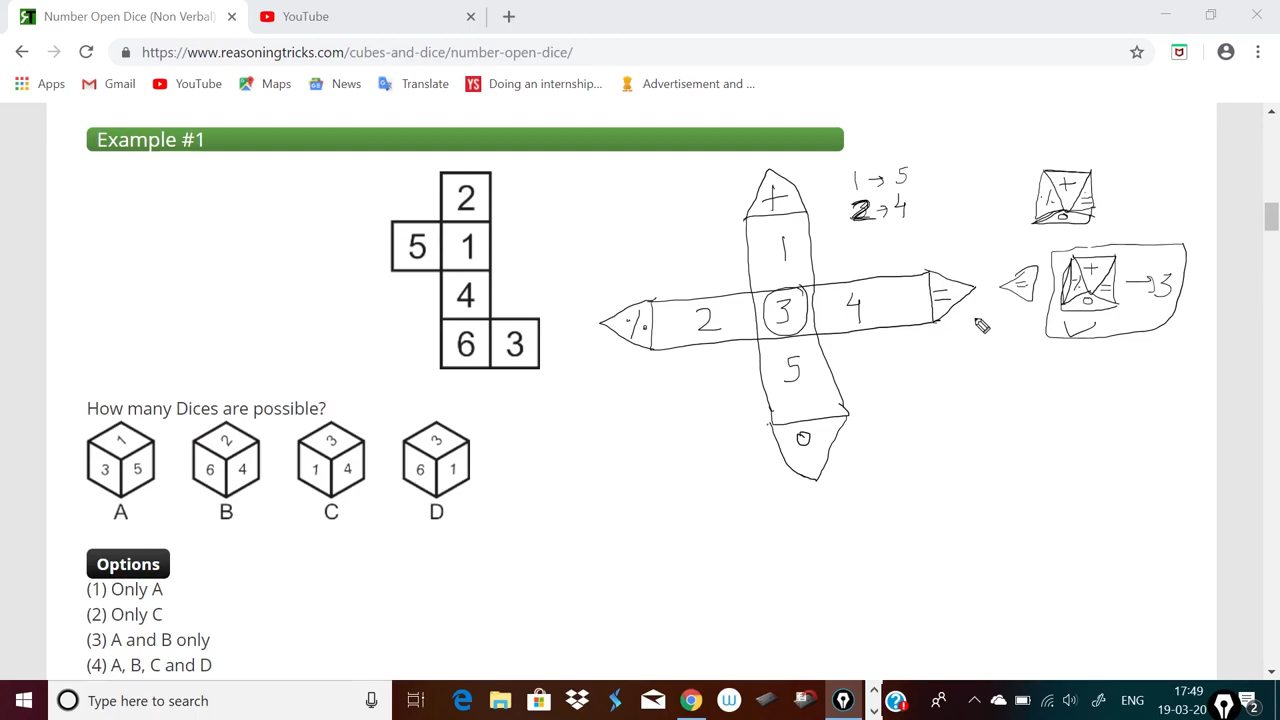 Number Open Dice (Non Verbal)
YouTube
https://www.reasoningtricks.com/cubes-and-dice/number-open-dice/
Apps Gmail YouTube Maps News Translate Doing an internship... Advertisement and ...
Example #1
2
5 1
4
6 3
+
1
% 2 3 4 =
5
0
1 → 5
2 → 4
+
% =
0
=
+
% = → 3
0
How many Dices are possible?
1 3 5
2 6 4
3 1 4
3 6 1
A B C D
Options
(1) Only A
(2) Only C
(3) A and B only
(4) A, B, C and D
Type here to search
ENG
17:49
19-03-20
2